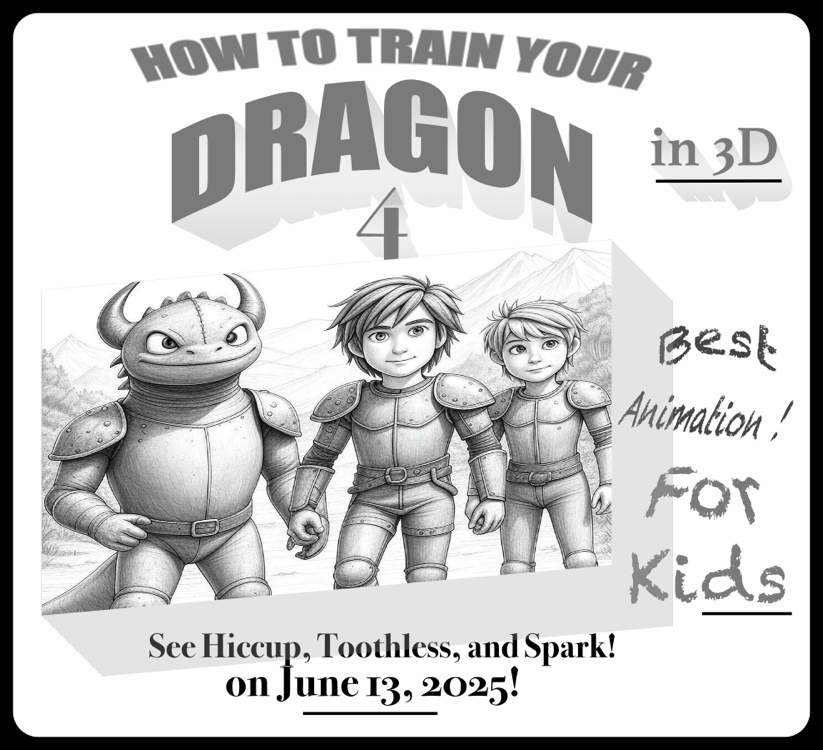 HOW TO TRAIN YOUR
DRAGON
4
in 3D
Best
Animation!
For
Kids
See Hiccup, Toothless, and Spark!
on June 13, 2025!